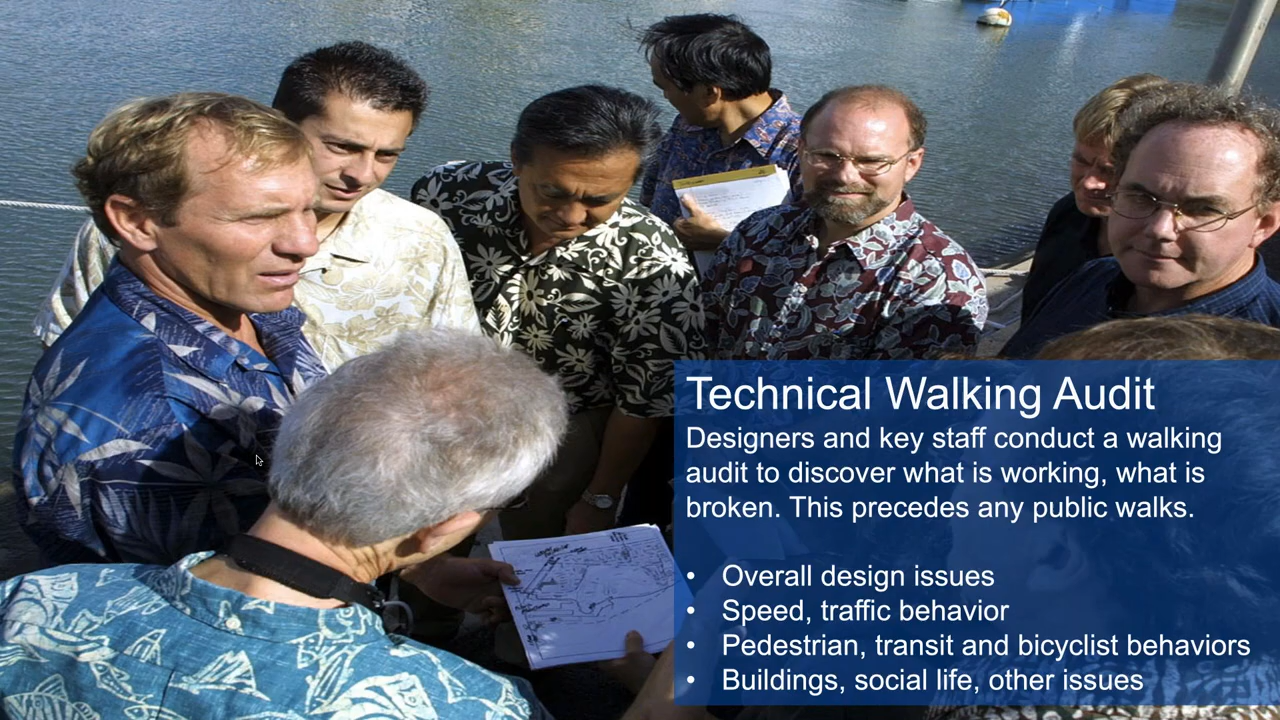 Technical Walking Audit
Designers and key staff conduct a walking
audit to discover what is working, what is
broken. This precedes any public walks.
• Overall design issues
• Speed, traffic behavior
• Pedestrian, transit and bicyclist behaviors
• Buildings, social life, other issues